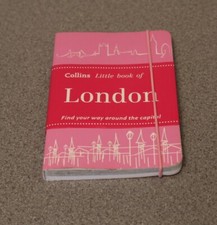 Collins Little book of
London
Find your way around the capital